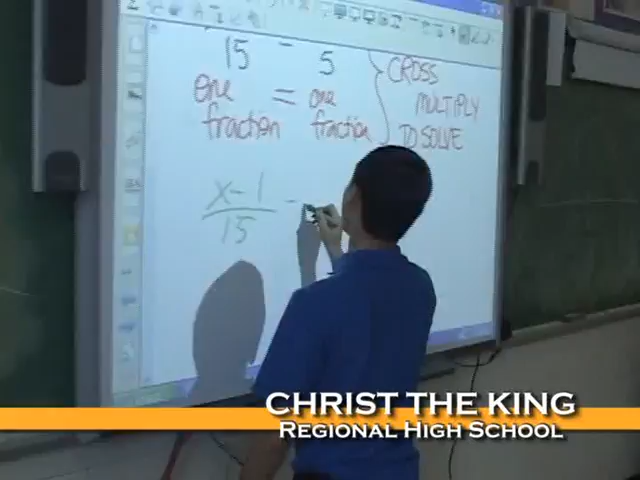 15 - 5
one = one
fraction fraction
CROSS
MULTIPLY
TO SOLVE
x-1
15
CHRIST THE KING
REGIONAL HIGH SCHOOL